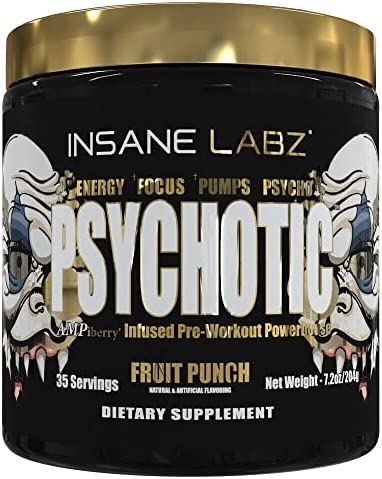 INSANE LABZ®
ENERGY †FOCUS †PUMPS PSYCHO
PSYCHOTIC
AMPiberry® Infused Pre-Workout Powerhouse
35 Servings
FRUIT PUNCH
NATURAL & ARTIFICIAL FLAVORING
Net Weight - 7.2oz/204g
DIETARY SUPPLEMENT